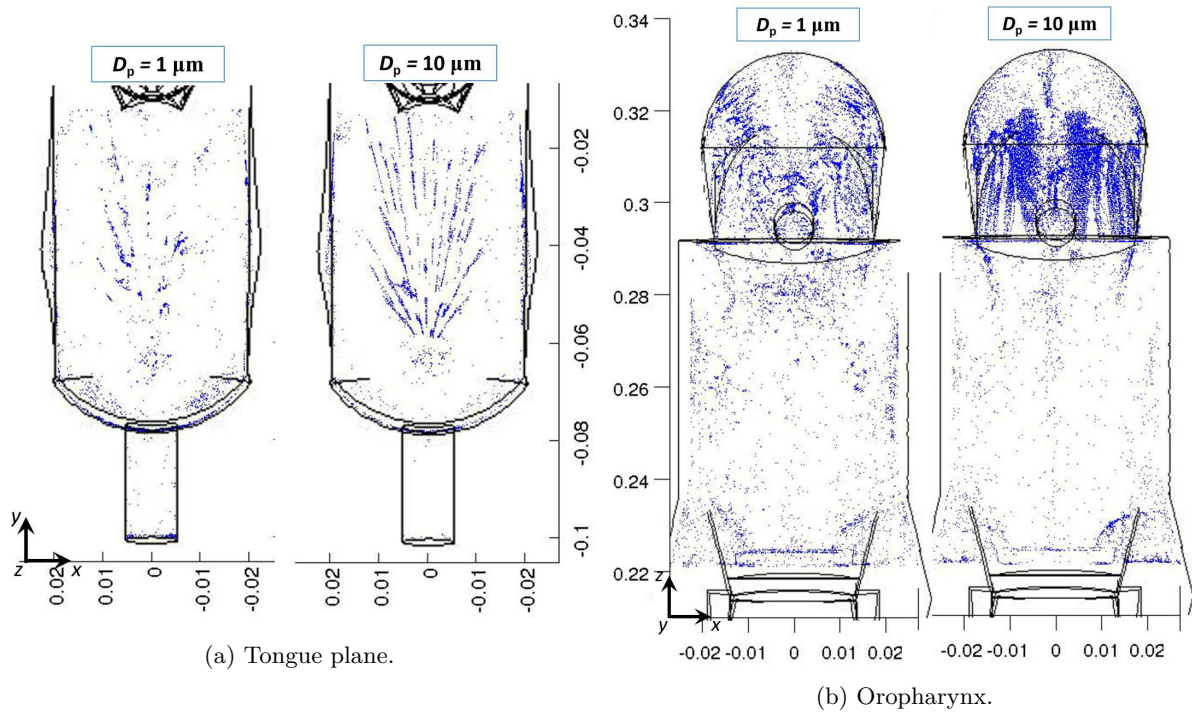 D_p = 1 μm
D_p = 10 μm
-0.02
-0.04
-0.06
-0.08
-0.1
y
z
x
0.02
0.01
0
-0.01
-0.02
0.02
0.01
0
-0.01
-0.02
(a) Tongue plane.
D_p = 1 μm
D_p = 10 μm
0.34
0.32
0.3
0.28
0.26
0.24
0.22
z
y
x
-0.02 -0.01 0 0.01 0.02
-0.02 -0.01 0 0.01 0.02
(b) Oropharynx.